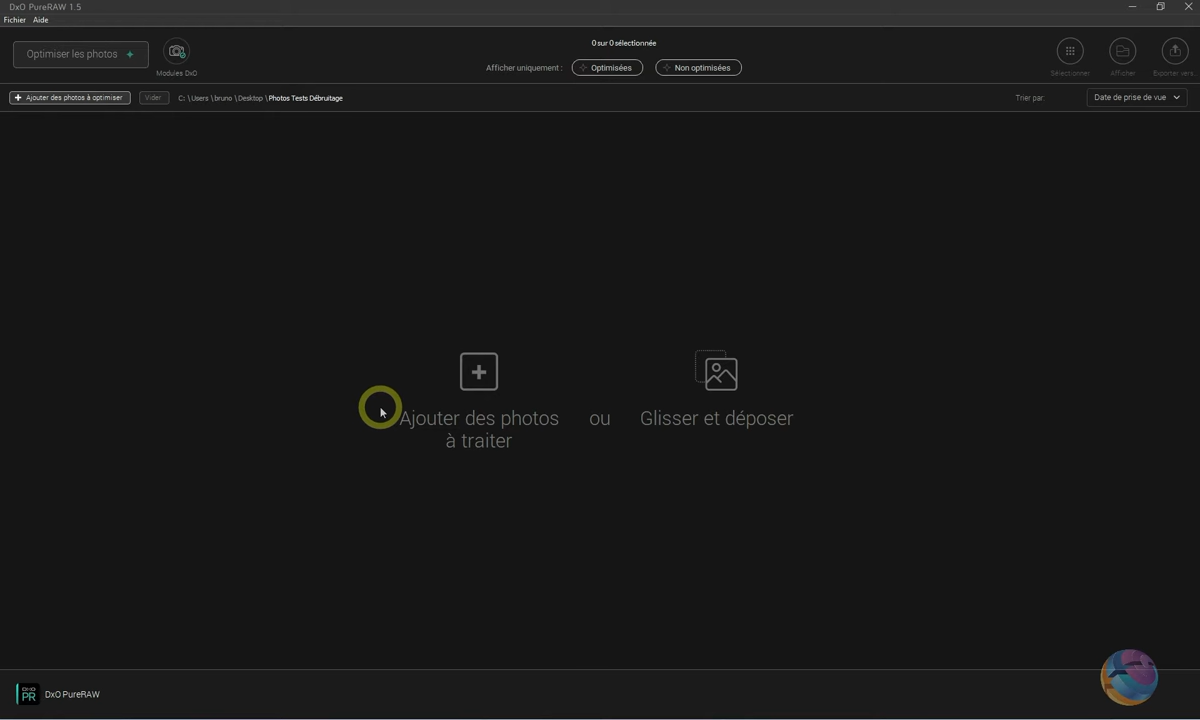 DxO PureRAW 1.5
Fichier Aide
Optimiser les photos
Modules DxO
0 sur 0 sélectionnée
Afficher uniquement : Optimisées Non optimisées
Sélectionner Afficher Exporter vers...
Ajouter des photos à optimiser Vider C: \Users \bruno \Desktop \Photos Tests Débruitage Trier par: Date de prise de vue
Ajouter des photos ou Glisser et déposer
à traiter
DxO PR DxO PureRAW